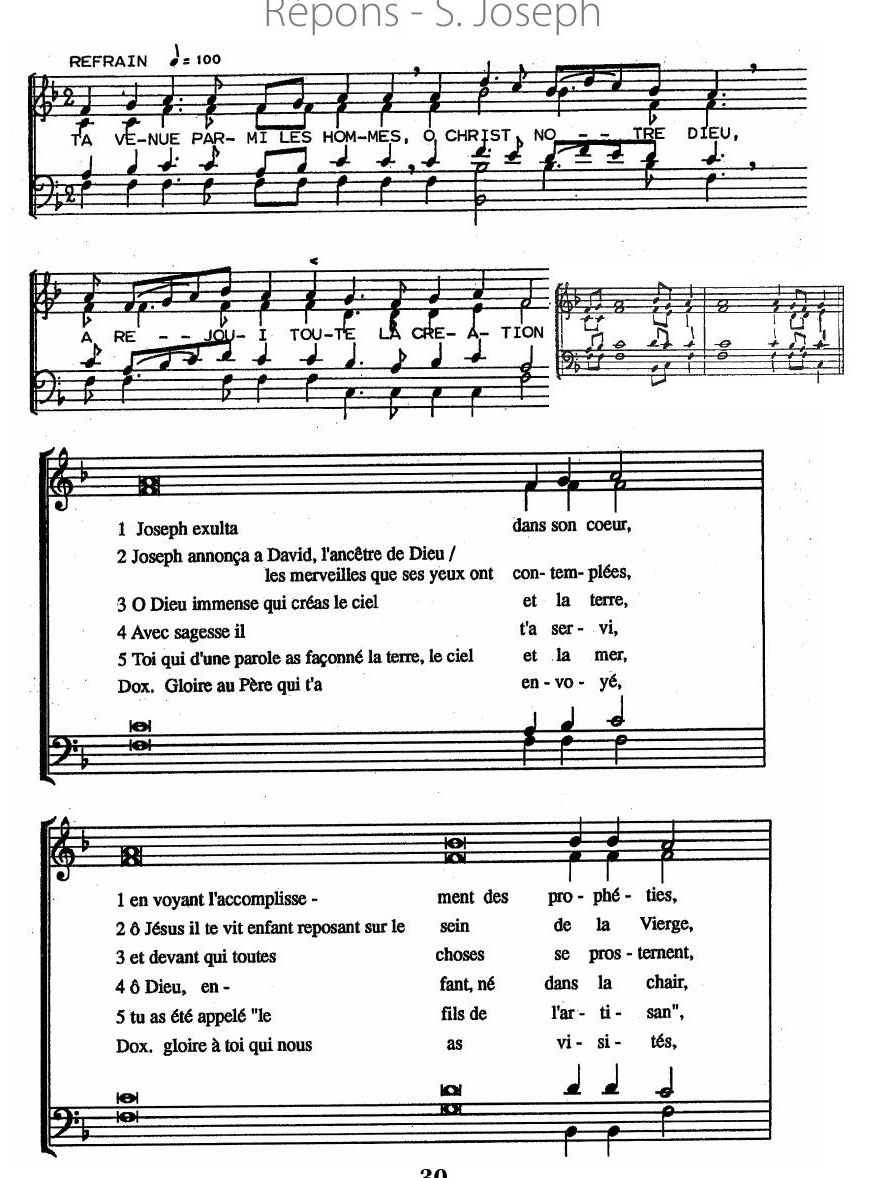 Répons - S. Joseph
REFRAIN ♩= 100
TA VE-NUE PAR- MI LES HOM-MES, O CHRIST NO - - TRE DIEU,
A RE - - JOU- I TOU-TE LA CRE- A- TION
1 Joseph exulta dans son coeur,
2 Joseph annonça a David, l'ancêtre de Dieu /
les merveilles que ses yeux ont con- tem- plées,
3 O Dieu immense qui créas le ciel et la terre,
4 Avec sagesse il t'a ser - vi,
5 Toi qui d'une parole as façonné la terre, le ciel et la mer,
Dox. Gloire au Père qui t'a en - vo - yé,
1 en voyant l'accomplisse - ment des pro - phé - ties,
2 ô Jésus il te vit enfant reposant sur le sein de la Vierge,
3 et devant qui toutes choses se pros - ternent,
4 ô Dieu, en - fant, né dans la chair,
5 tu as été appelé "le fils de l'ar - ti - san",
Dox. gloire à toi qui nous as vi - si - tés,
30